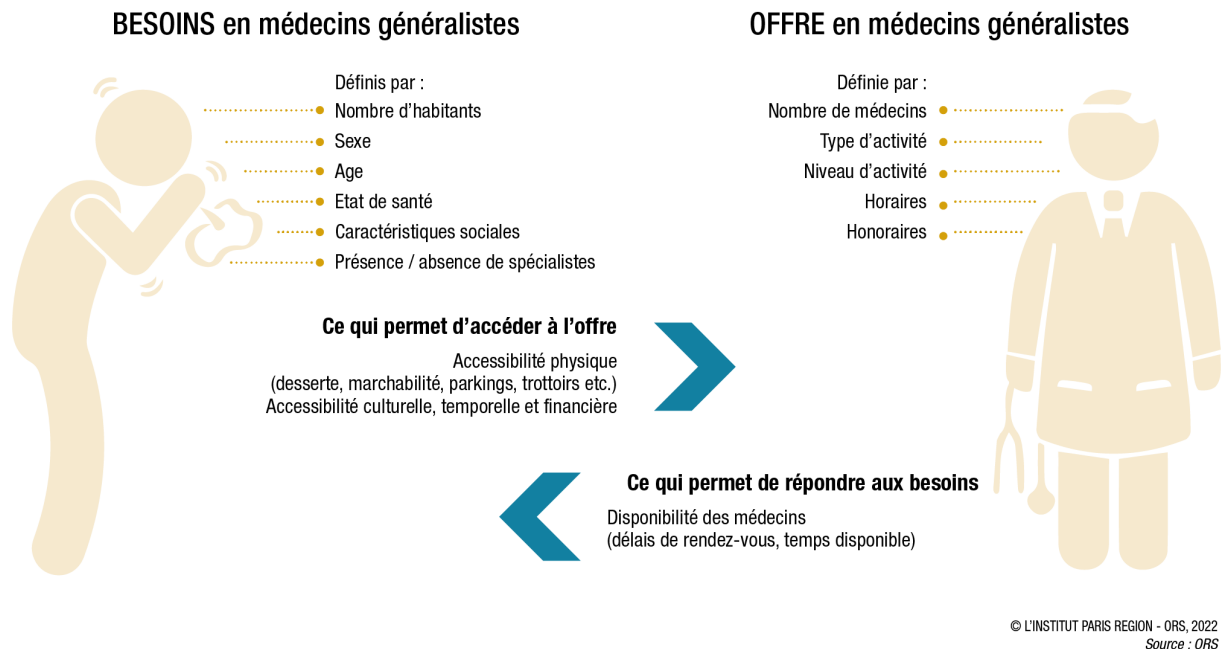 BESOINS en médecins généralistes
Définis par :
Nombre d'habitants
Sexe
Age
Etat de santé
Caractéristiques sociales
Présence / absence de spécialistes
OFFRE en médecins généralistes
Définie par :
Nombre de médecins
Type d'activité
Niveau d'activité
Horaires
Honoraires
Ce qui permet d'accéder à l'offre
Accessibilité physique
(desserte, marchabilité, parkings, trottoirs etc.)
Accessibilité culturelle, temporelle et financière
Ce qui permet de répondre aux besoins
Disponibilité des médecins
(délais de rendez-vous, temps disponible)
© L'INSTITUT PARIS REGION - ORS, 2022
Source : ORS